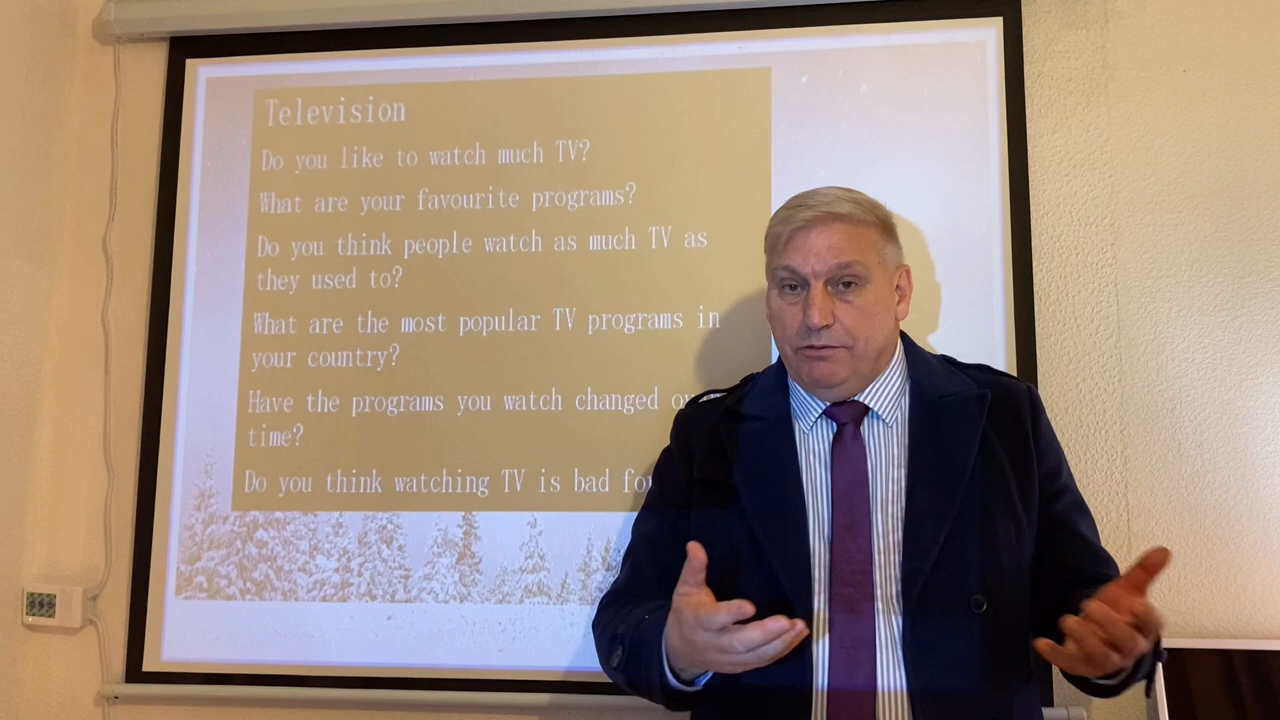 Television
Do you like to watch much TV?
What are your favourite programs?
Do you think people watch as much TV as
they used to?
What are the most popular TV programs in
your country?
Have the programs you watch changed
time?
Do you think watching TV is bad